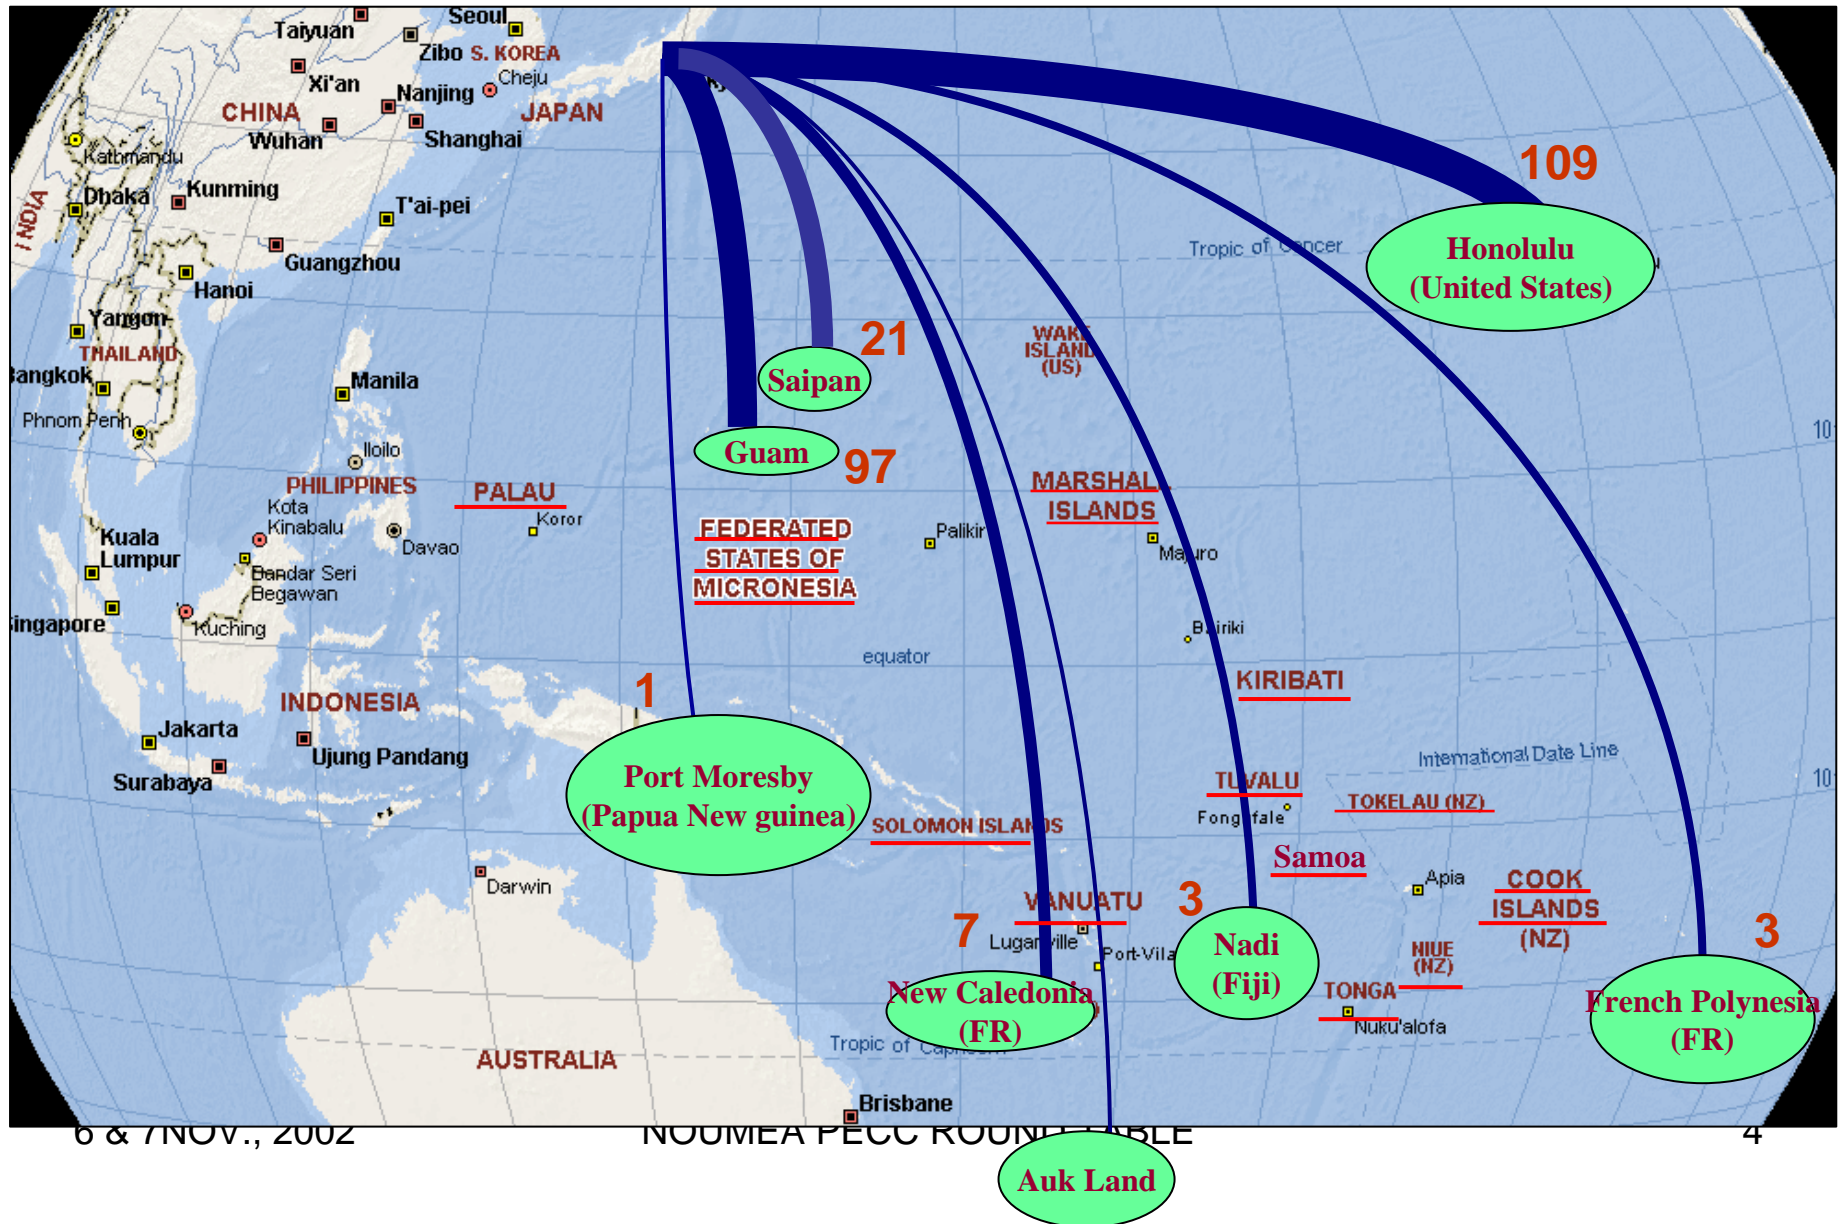 Taiyuan
Seoul
Zibo
S. KOREA
Xi'an
Cheju
Nanjing
CHINA
JAPAN
Wuhan
Shanghai
109
Kathmandu
Kunming
Dhaka
T'ai-pei
INDIA
Guangzhou
Tropic of Cancer
Honolulu
(United States)
Hanoi
Yangon
21
WAKE
ISLAND
(US)
THAILAND
Bangkok
Manila
Saipan
Phnom Penh
Iloilo
Guam
97
10
PHILIPPINES
PALAU
MARSHALL
ISLANDS
Kota
Kinabalu
Koror
FEDERATED
STATES OF
MICRONESIA
Palikir
Kuala
Lumpur
Davao
Majuro
Bandar Seri
Begawan
Singapore
Kuching
Bairiki
equator
1
KIRIBATI
INDONESIA
Jakarta
Ujung Pandang
International Date Line
Surabaya
Port Moresby
(Papua New guinea)
TUVALU
10
TOKELAU (NZ)
Fongafale
SOLOMON ISLANDS
Samoa
Darwin
Apia
COOK
ISLANDS
(NZ)
VANUATU
3
7
Luganville
Port-Vila
Nadi
(Fiji)
NIUE
(NZ)
3
New Caledonia
(FR)
TONGA
Nuku'alofa
French Polynesia
(FR)
Tropic of Capricorn
AUSTRALIA
Brisbane
6 & 7NOV., 2002
NOUMEA PECC ROUND TABLE
4
Auk Land